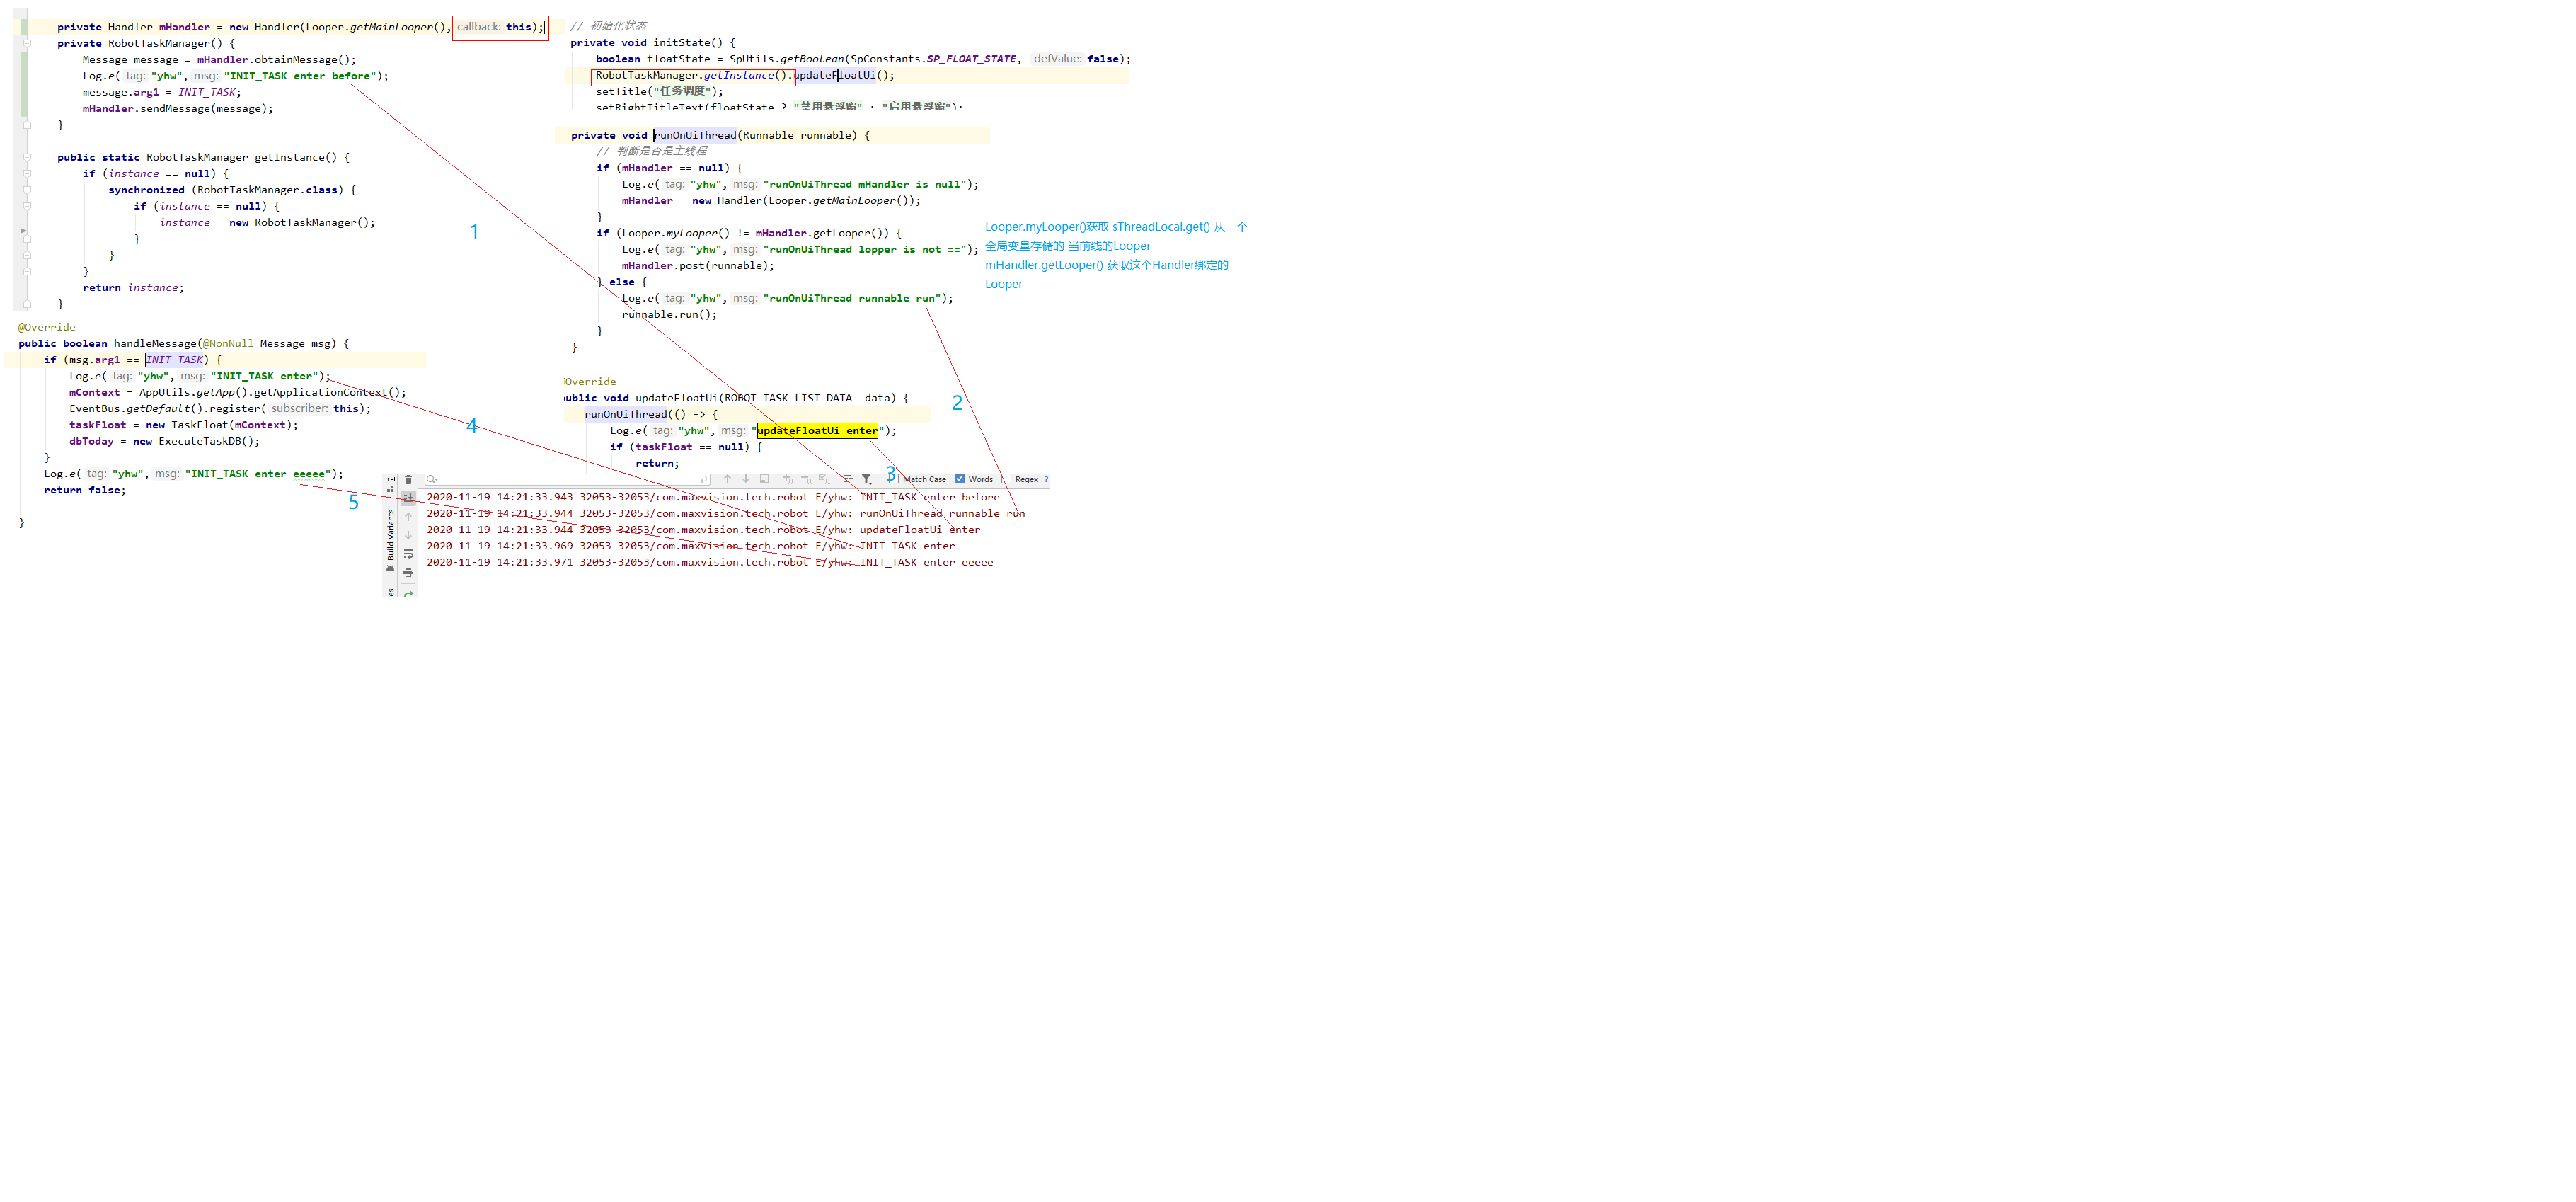 private Handler mHandler = new Handler(Looper.getMainLooper(), callback: this);
private RobotTaskManager() {
Message message = mHandler.obtainMessage();
Log.e( tag: "yhw", msg: "INIT_TASK enter before");
message.arg1 = INIT_TASK;
mHandler.sendMessage(message);
}
public static RobotTaskManager getInstance() {
if (instance == null) {
synchronized (RobotTaskManager.class) {
if (instance == null) {
instance = new RobotTaskManager();
}
}
}
return instance;
}
@Override
public boolean handleMessage(@NonNull Message msg) {
if (msg.arg1 == INIT_TASK) {
Log.e( tag: "yhw", msg: "INIT_TASK enter");
mContext = AppUtils.getApp().getApplicationContext();
EventBus.getDefault().register( subscriber: this);
taskFloat = new TaskFloat(mContext);
dbToday = new ExecuteTaskDB();
}
Log.e( tag: "yhw", msg: "INIT_TASK enter eeeee");
return false;
}
// 初始化状态
private void initState() {
boolean floatState = SpUtils.getBoolean(SpConstants.SP_FLOAT_STATE, defValue: false);
RobotTaskManager.getInstance().updateFloatUi();
setTitle("任务调度");
setRightTitleText(floatState ? "禁用悬浮窗" : "启用悬浮窗");
private void runOnUiThread(Runnable runnable) {
// 判断是否是主线程
if (mHandler == null) {
Log.e( tag: "yhw", msg: "runOnUiThread mHandler is null");
mHandler = new Handler(Looper.getMainLooper());
}
if (Looper.myLooper() != mHandler.getLooper()) {
Log.e( tag: "yhw", msg: "runOnUiThread lopper is not ==");
mHandler.post(runnable);
} else {
Log.e( tag: "yhw", msg: "runOnUiThread runnable run");
runnable.run();
}
}
Looper.myLooper()获取 sThreadLocal.get() 从一个
全局变量存储的 当前线的Looper
mHandler.getLooper() 获取这个Handler绑定的
Looper
@Override
public void updateFloatUi(ROBOT_TASK_LIST_DATA_ data) {
runOnUiThread(() -> {
Log.e( tag: "yhw", msg: "updateFloatUi enter");
if (taskFloat == null) {
return;
1
2
3
4
5
Match Case Words Regex ?
Build Variants
2020-11-19 14:21:33.943 32053-32053/com.maxvision.tech.robot E/yhw: INIT_TASK enter before
2020-11-19 14:21:33.944 32053-32053/com.maxvision.tech.robot E/yhw: runOnUiThread runnable run
2020-11-19 14:21:33.944 32053-32053/com.maxvision.tech.robot E/yhw: updateFloatUi enter
2020-11-19 14:21:33.969 32053-32053/com.maxvision.tech.robot E/yhw: INIT_TASK enter
2020-11-19 14:21:33.971 32053-32053/com.maxvision.tech.robot E/yhw: INIT_TASK enter eeeee